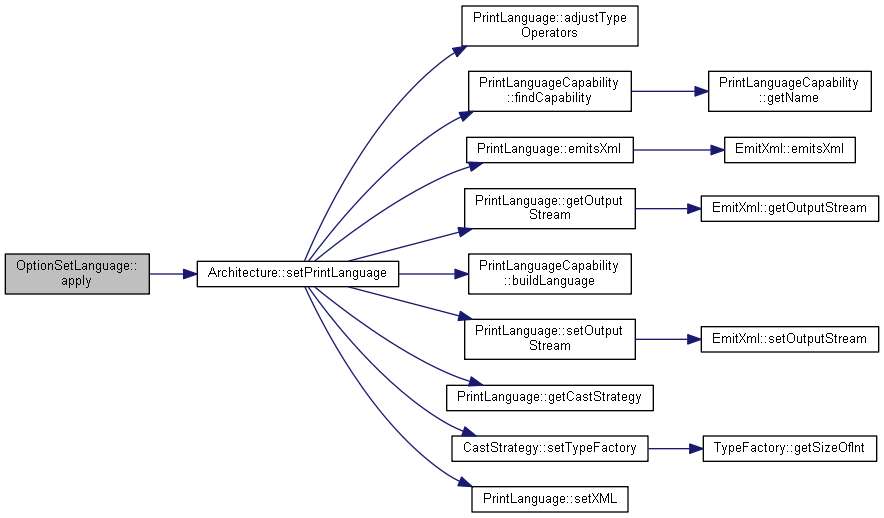 PrintLanguage::adjustType
Operators
PrintLanguageCapability
::findCapability
PrintLanguageCapability
::getName
PrintLanguage::emitsXml
EmitXml::emitsXml
PrintLanguage::getOutput
Stream
EmitXml::getOutputStream
OptionSetLanguage::
apply
Architecture::setPrintLanguage
PrintLanguageCapability
::buildLanguage
PrintLanguage::setOutput
Stream
EmitXml::setOutputStream
PrintLanguage::getCastStrategy
CastStrategy::setTypeFactory
TypeFactory::getSizeOfInt
PrintLanguage::setXML